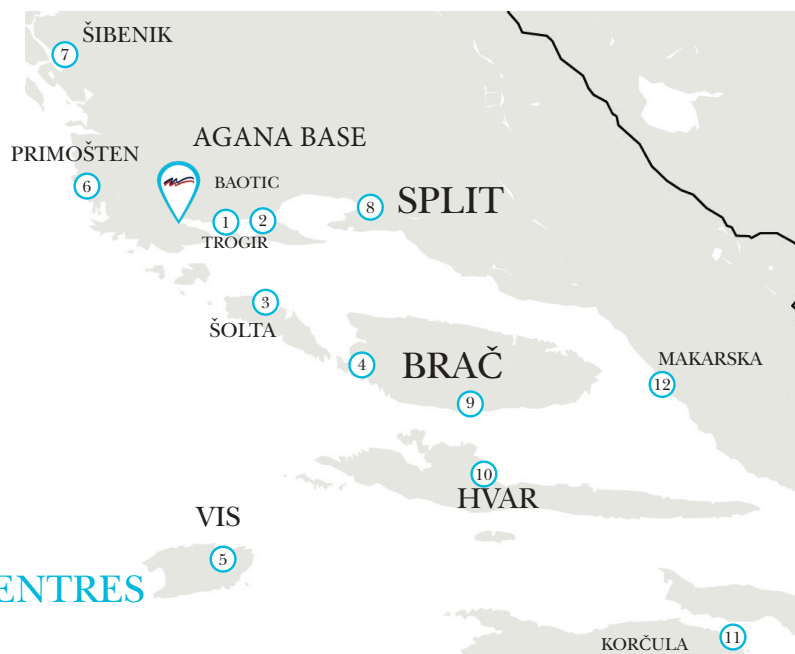 ŠIBENIK
7
AGANA BASE
PRIMOŠTEN
6
BAOTIC
1
2
8
SPLIT
TROGIR
3
ŠOLTA
4
BRAČ
9
MAKARSKA
12
10
HVAR
VIS
5
ENTRES
KORČULA
11